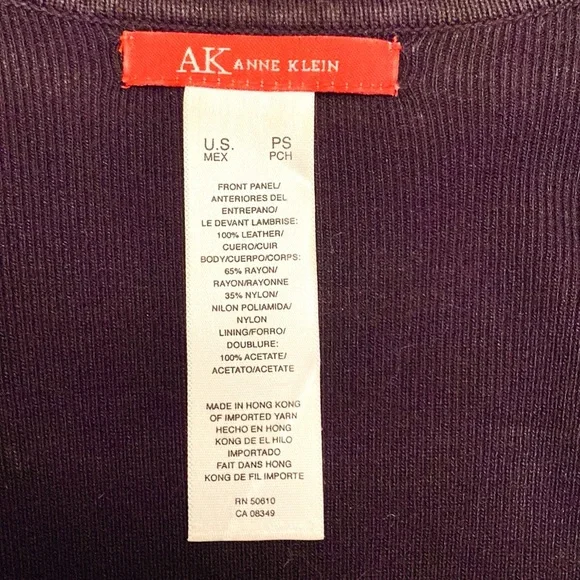 AK ANNE KLEIN
U.S. PS
MEX PCH
FRONT PANEL/
ANTERIORES DEL
ENTREPANO/
LE DEVANT LAMBRISE:
100% LEATHER/
CUERO/CUIR
BODY/CUERPO/CORPS:
65% RAYON/
RAYON/RAYONNE
35% NYLON/
NILON POLIAMIDA/
NYLON
LINING/FORRO/
DOUBLURE:
100% ACETATE/
ACETATO/ACETATE
MADE IN HONG KONG
OF IMPORTED YARN
HECHO EN HONG
KONG DE EL HILO
IMPORTADO
FAIT DANS HONG
KONG DE FIL IMPORTE
RN 50610
CA 08349